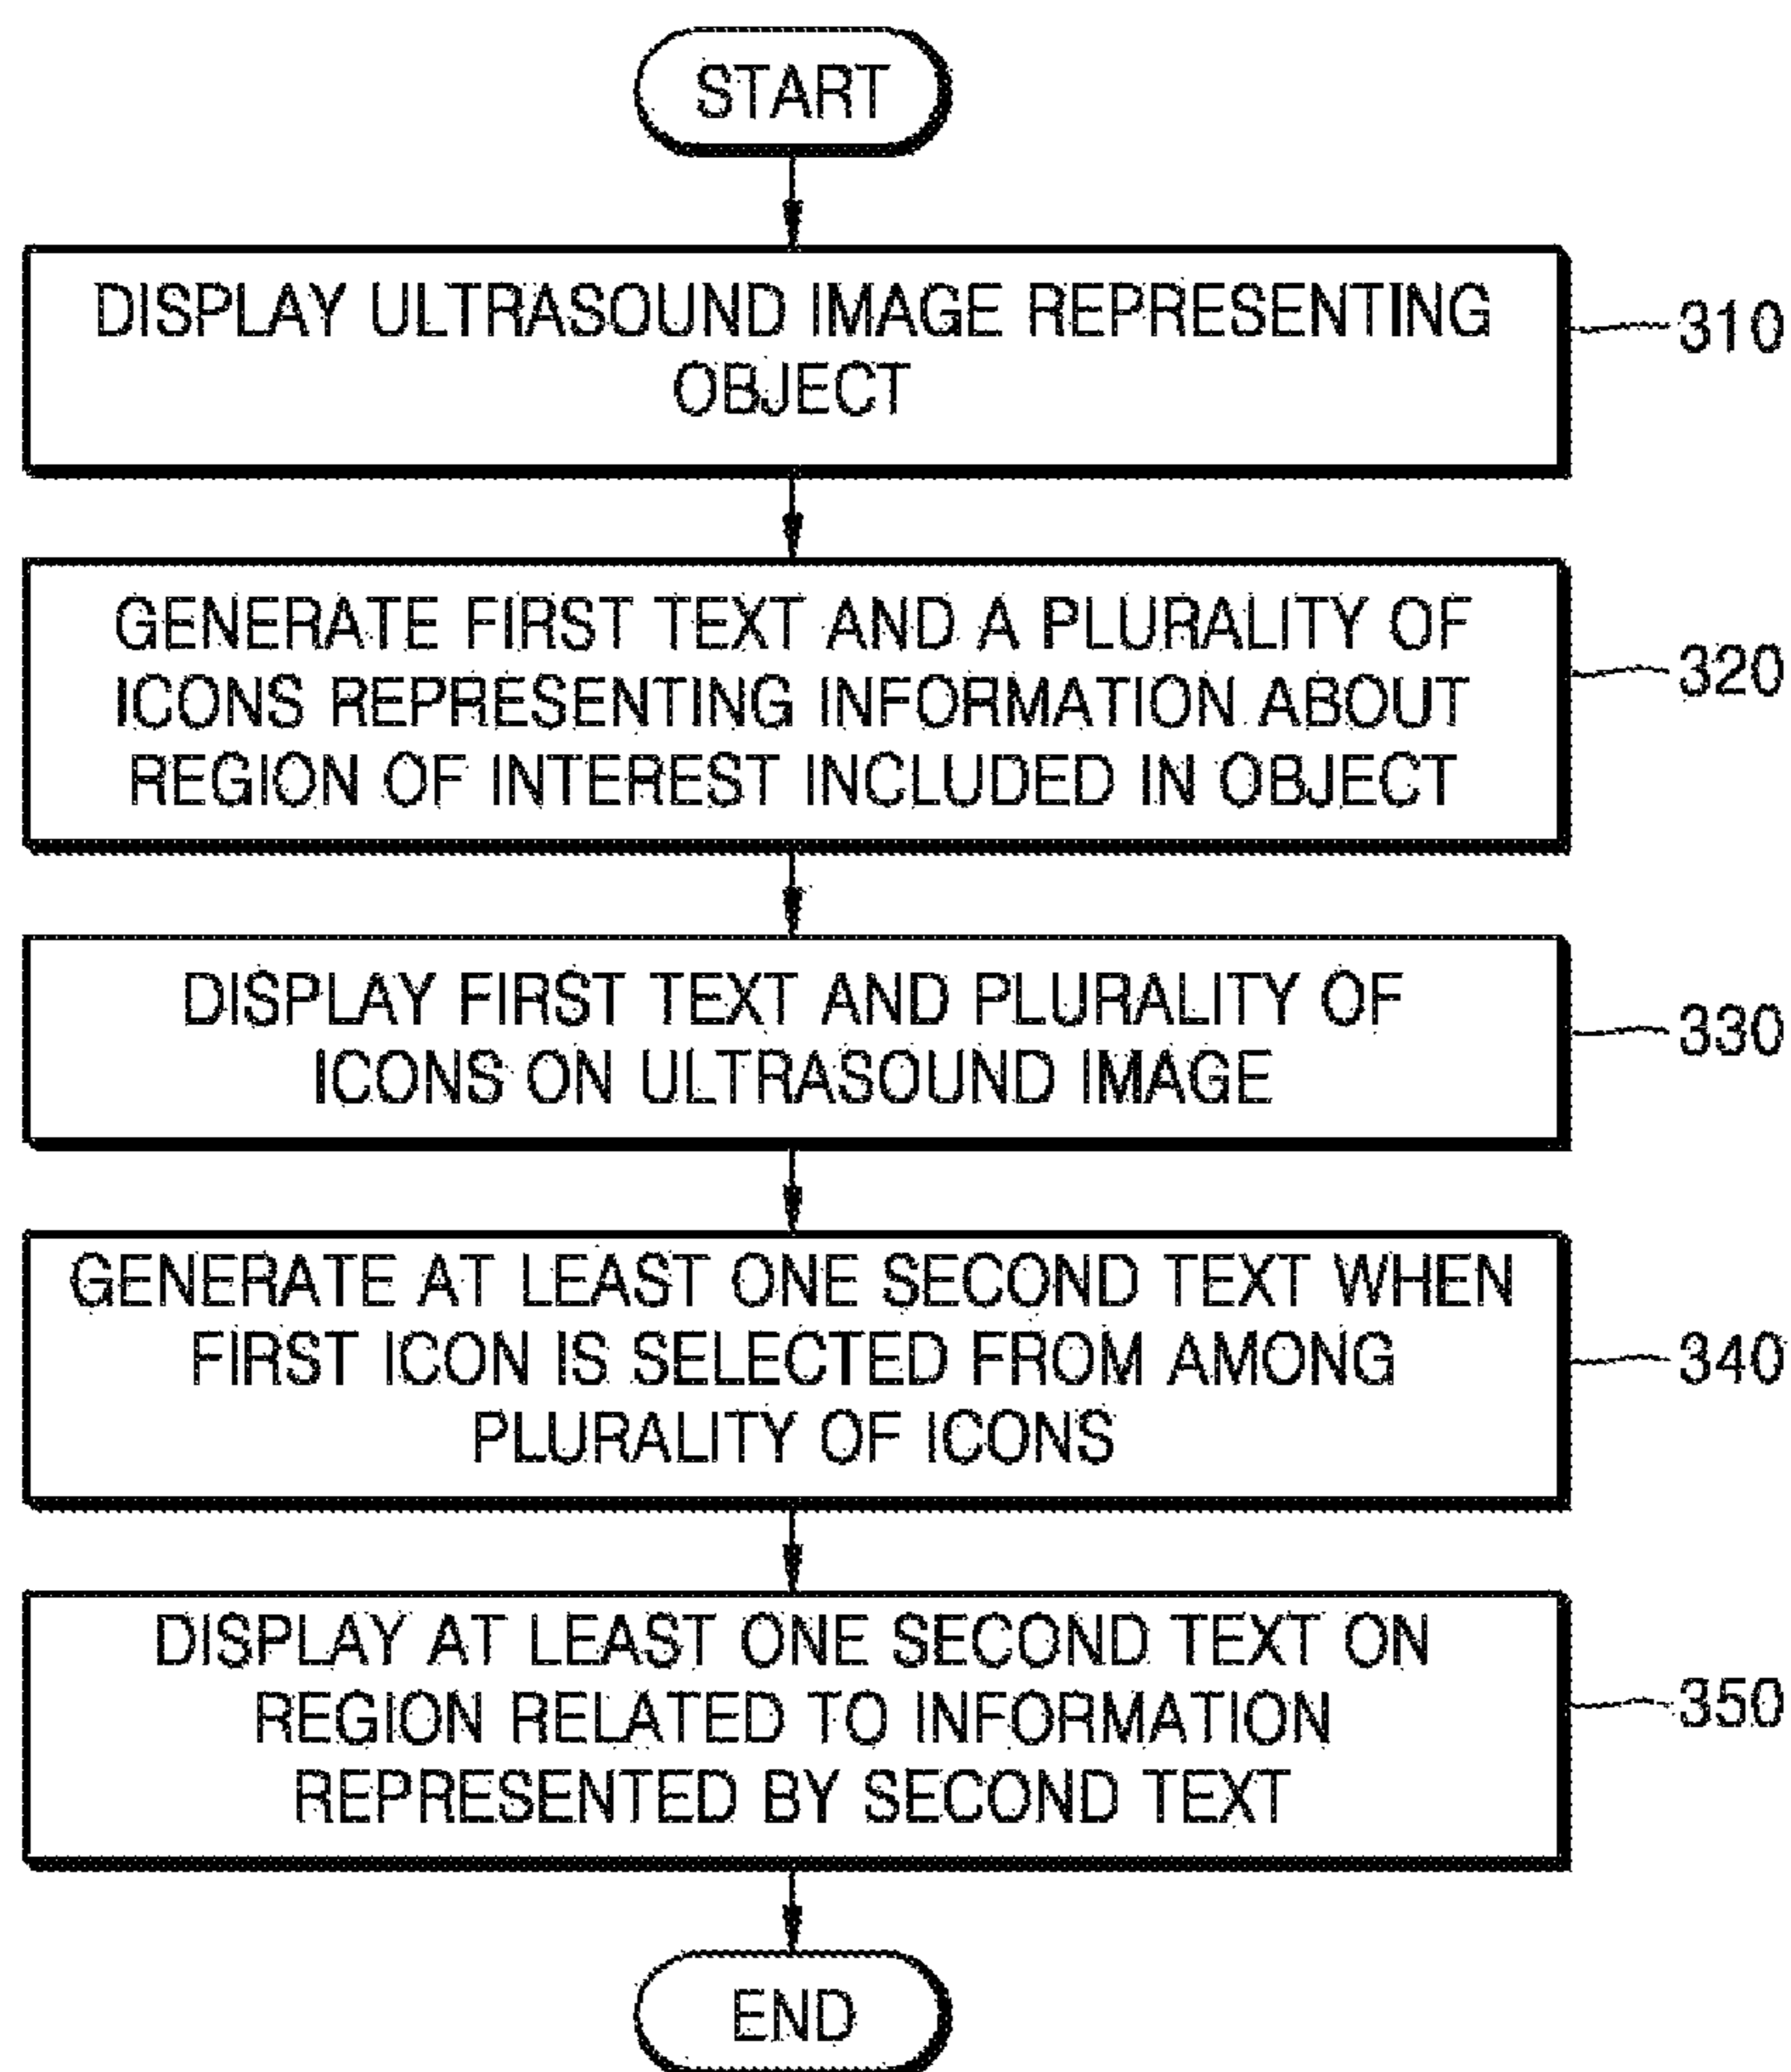 START
DISPLAY ULTRASOUND IMAGE REPRESENTING
OBJECT
310
GENERATE FIRST TEXT AND A PLURALITY OF
ICONS REPRESENTING INFORMATION ABOUT
REGION OF INTEREST INCLUDED IN OBJECT
320
DISPLAY FIRST TEXT AND PLURALITY OF
ICONS ON ULTRASOUND IMAGE
330
GENERATE AT LEAST ONE SECOND TEXT WHEN
FIRST ICON IS SELECTED FROM AMONG
PLURALITY OF ICONS
340
DISPLAY AT LEAST ONE SECOND TEXT ON
REGION RELATED TO INFORMATION
REPRESENTED BY SECOND TEXT
350
END